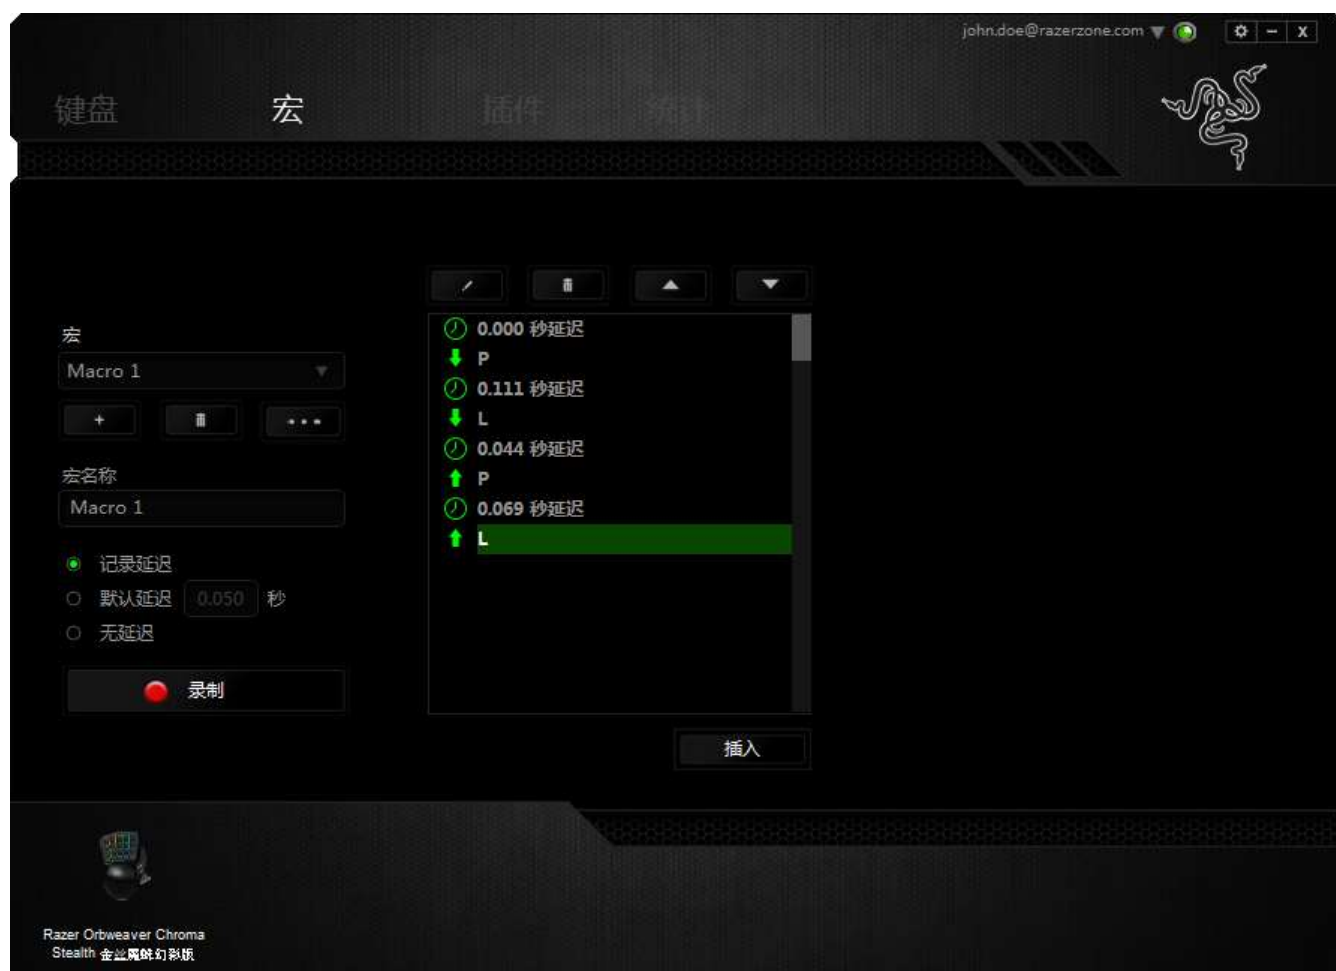 john.doe@razerzone.com
键盘 宏 插件 统计
宏
Macro 1
宏名称
Macro 1
记录延迟
默认延迟 0.050 秒
无延迟
录制
0.000 秒延迟
P
0.111 秒延迟
L
0.044 秒延迟
P
0.069 秒延迟
L
插入
Razer Orbweaver Chroma
Stealth 金丝魔蛛幻彩版